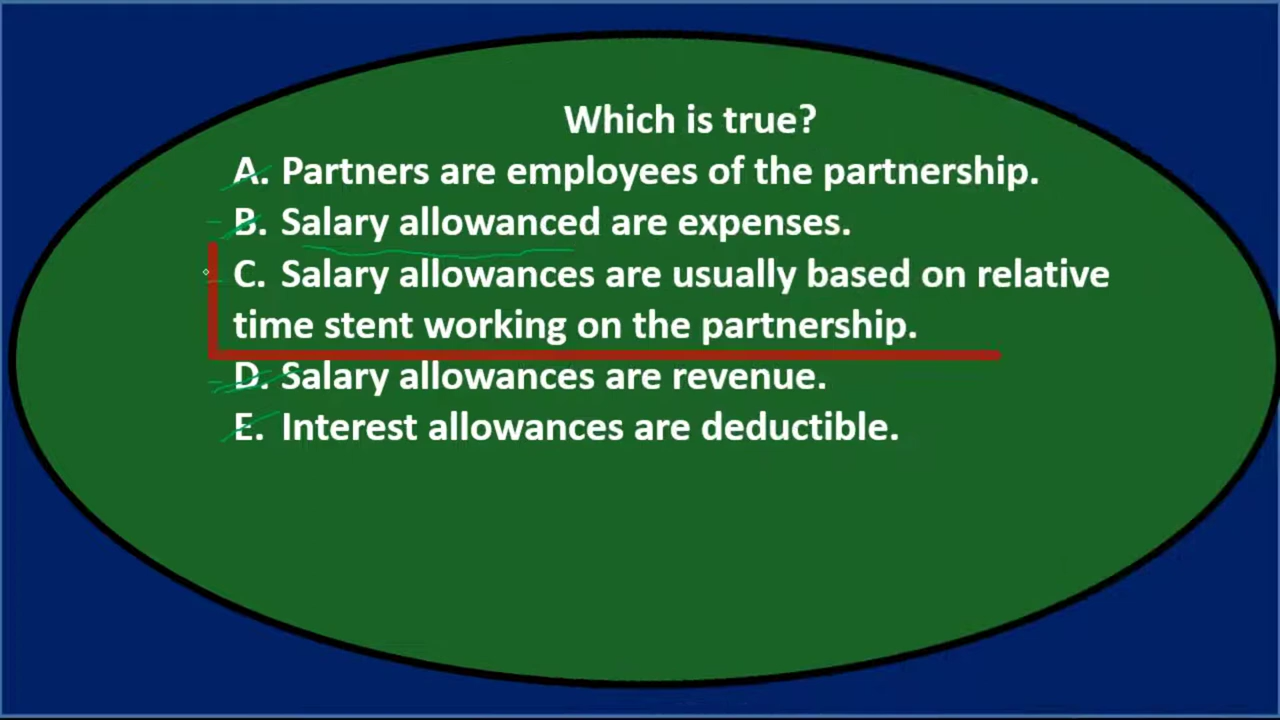 Which is true?
A. Partners are employees of the partnership.
B. Salary allowanced are expenses.
C. Salary allowances are usually based on relative
time stent working on the partnership.
D. Salary allowances are revenue.
E. Interest allowances are deductible.